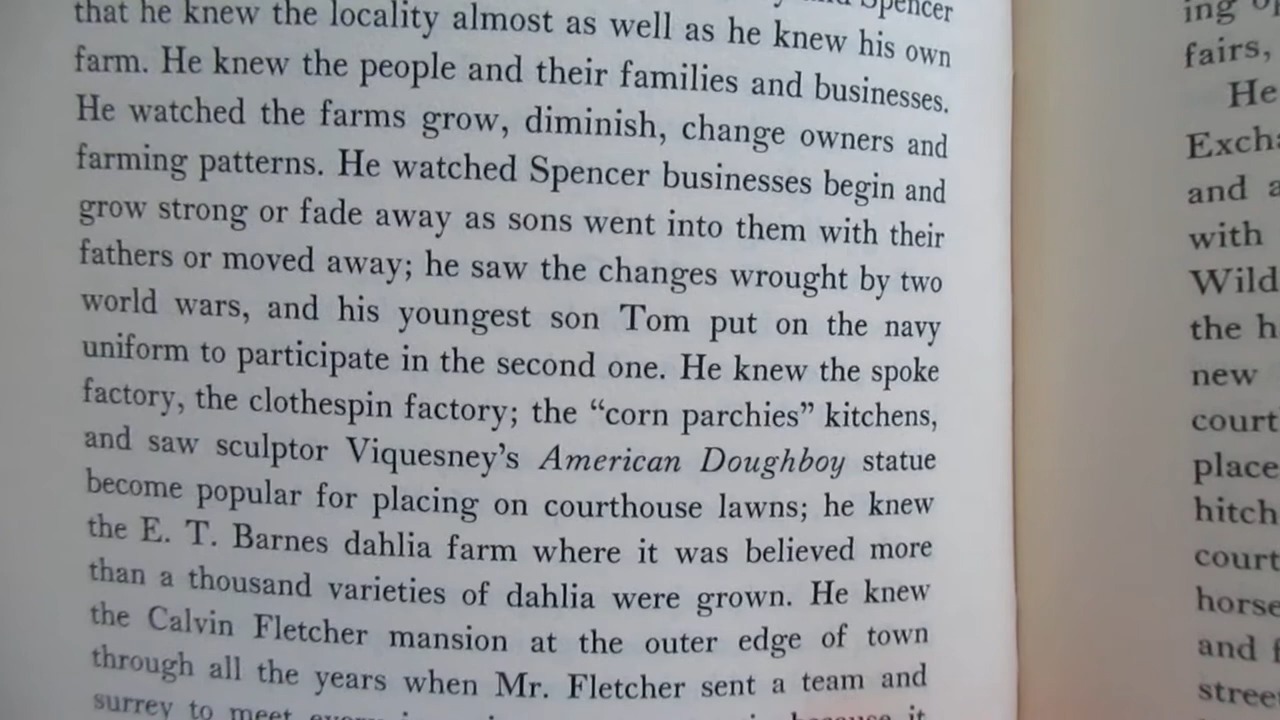 Spencer
that he knew the locality almost as well as he knew his own
farm. He knew the people and their families and businesses.
He watched the farms grow, diminish, change owners and
farming patterns. He watched Spencer businesses begin and
grow strong or fade away as sons went into them with their
fathers or moved away; he saw the changes wrought by two
world wars, and his youngest son Tom put on the navy
uniform to participate in the second one. He knew the spoke
factory, the clothespin factory; the “corn parchies” kitchens,
and saw sculptor Viquesney’s American Doughboy statue
become popular for placing on courthouse lawns; he knew
the E. T. Barnes dahlia farm where it was believed more
than a thousand varieties of dahlia were grown. He knew
the Calvin Fletcher mansion at the outer edge of town
through all the years when Mr. Fletcher sent a team and
surrey to meet because it
ing
fairs,
He
Excha
and a
with
Wild
the h
new
court
place
hitch
court
horse
and
street